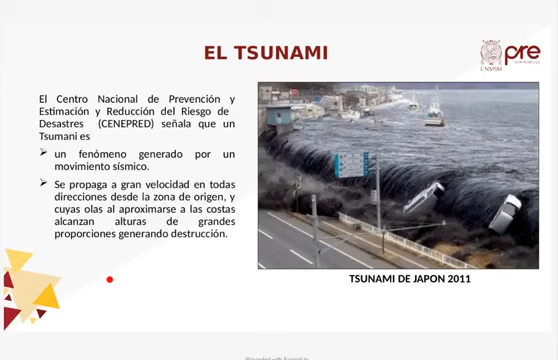 EL TSUNAMI
pre
UNMSM
El Centro Nacional de Prevención y
Estimación y Reducción del Riesgo de
Desastres (CENEPRED) señala que un
Tsumani es
un fenómeno generado por un
movimiento sísmico.
Se propaga a gran velocidad en todas
direcciones desde la zona de origen, y
cuyas olas al aproximarse a las costas
alcanzan alturas de grandes
proporciones generando destrucción.
TSUNAMI DE JAPON 2011